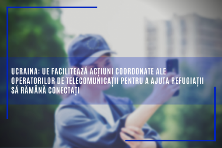 UCRAINA: UE FACILITEAZĂ ACȚIUNI COORDONATE ALE
OPERATORILOR DE TELECOMUNICAȚII PENTRU A AJUTA REFUGIAȚII
SĂ RĂMÂNĂ CONECTAȚI